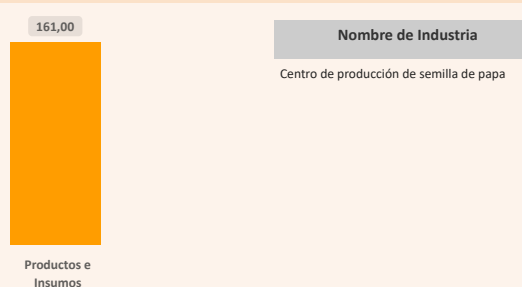 161,00
Nombre de Industria
Centro de producción de semilla de papa
Productos e
Insumos